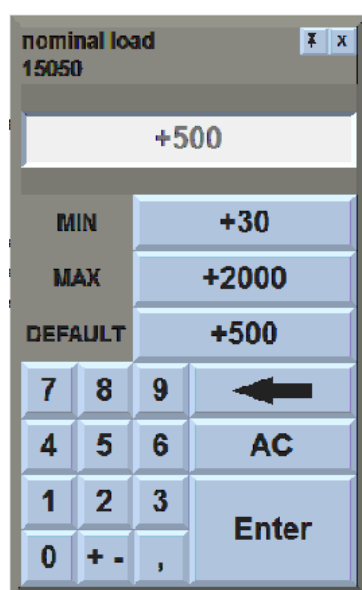 nominal load
x
15050
+500
MIN +30
MAX +2000
DEFAULT +500
7 8 9
4 5 6 AC
1 2 3
Enter
0 + - ,